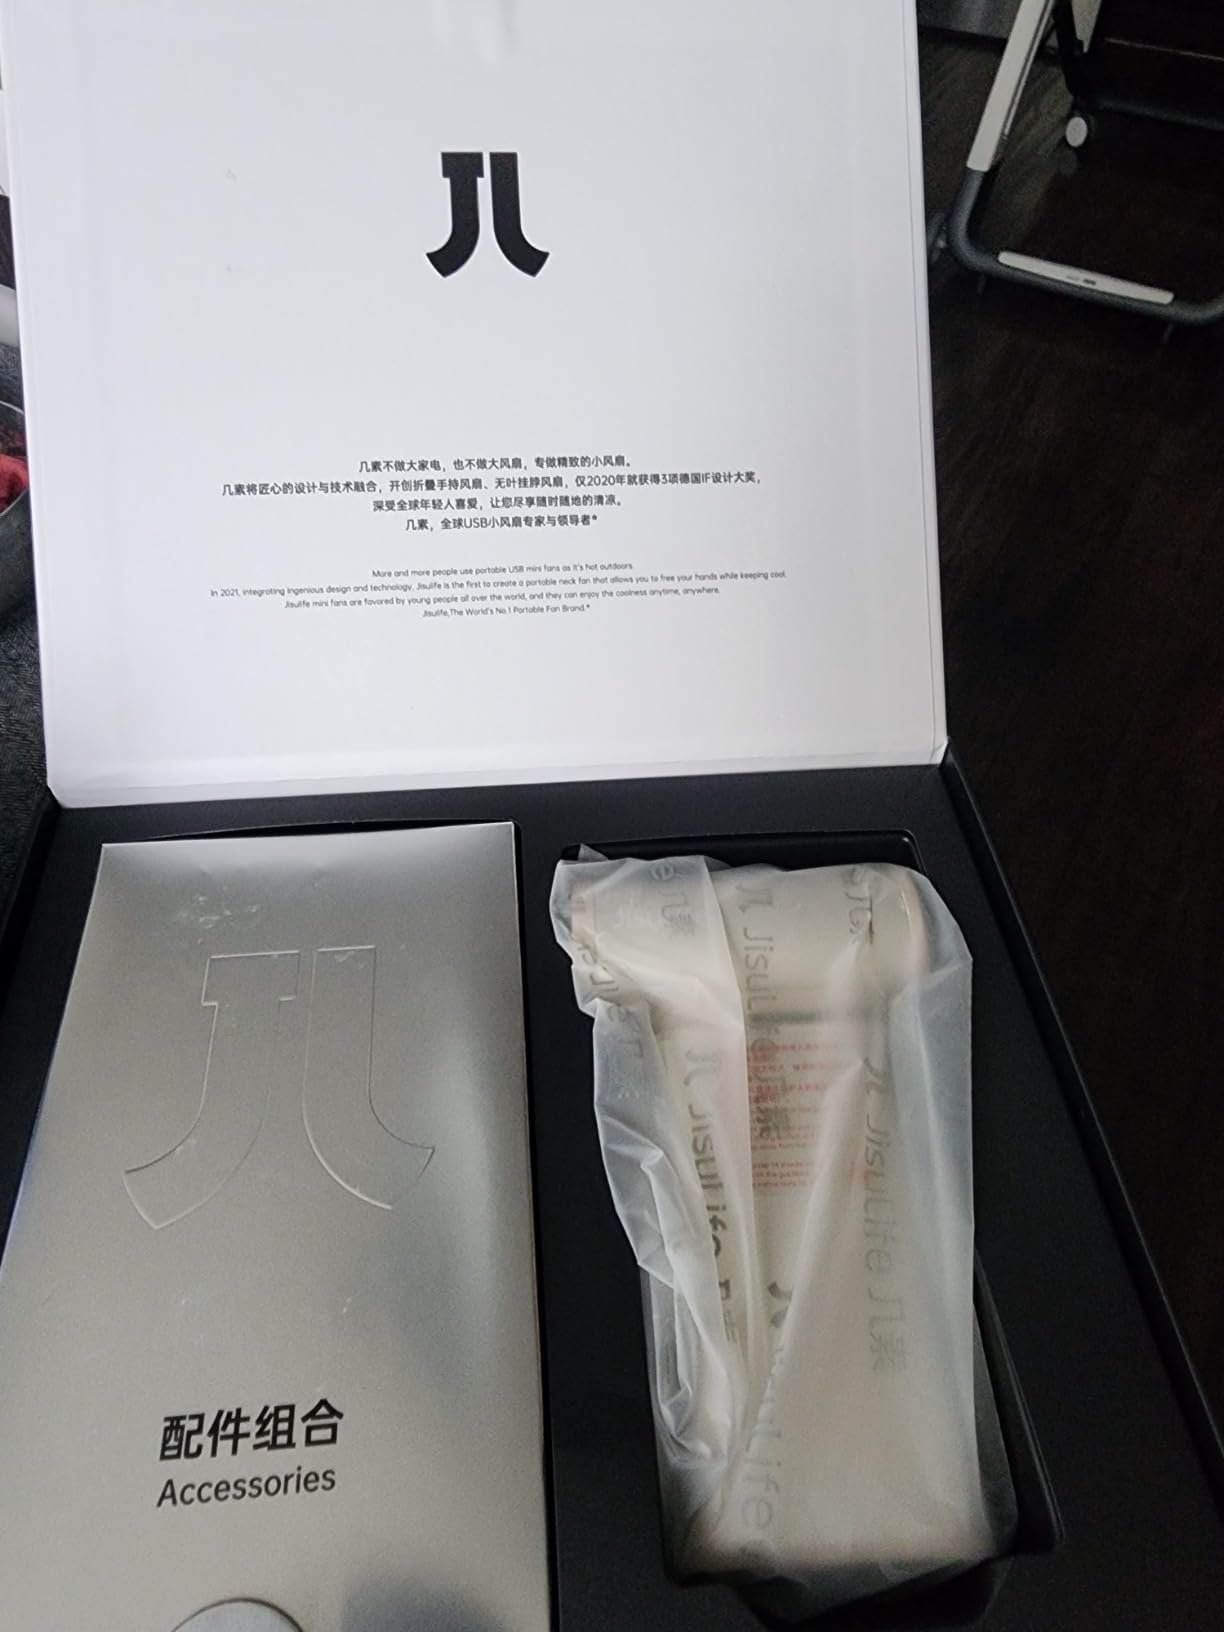 几素不做大家电，也不做大风扇，专做精致的小风扇。
几素将匠心的设计与技术融合，开创折叠手持风扇、无叶挂脖风扇，仅2020年就获得3项德国IF设计大奖，
深受全球年轻人喜爱，让您尽享随时随地的清凉。
几素，全球USB小风扇专家与领导者*
More and more people use portable USB mini fans as it's hot outdoors.
In 2021, integrating ingenious design and technology, Jisulife is the first to create a portable neck fan that allows you to free your hands while keeping cool.
Jisulife mini fans are favored by young people all over the world, and they can enjoy the coolness anytime, anywhere.
Jisulife,The World's No.1 Portable Fan Brand.*
配件组合
Accessories
JisuLife 几素
JisuLife
JisuLife 几素